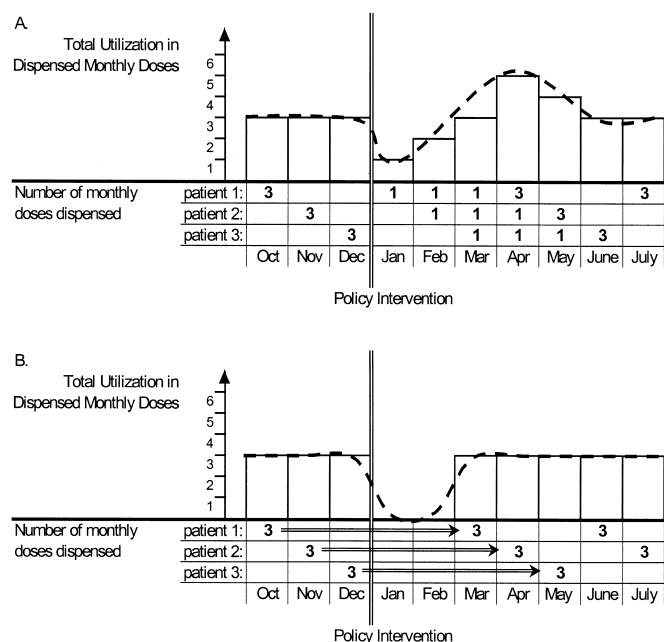 A.
Total Utilization in
Dispensed Monthly Doses
6
5
4
3
2
1
Number of monthly
doses dispensed
patient 1: 3 1 1 1 3 3
patient 2: 3 1 1 1 3
patient 3: 3 1 1 1 3
Oct Nov Dec Jan Feb Mar Apr May June July
Policy Intervention
B.
Total Utilization in
Dispensed Monthly Doses
6
5
4
3
2
1
Number of monthly
doses dispensed
patient 1: 3 3 3
patient 2: 3 3 3
patient 3: 3 3
Oct Nov Dec Jan Feb Mar Apr May June July
Policy Intervention